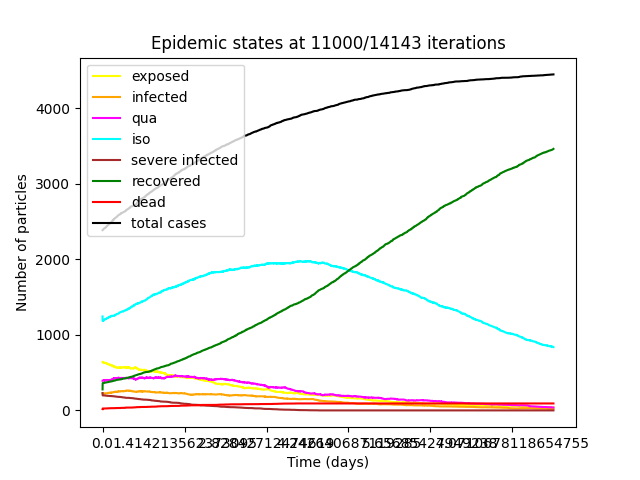 Epidemic states at 11000/14143 iterations
exposed
infected
qua
iso
severe infected
recovered
dead
total cases
4000
3000
2000
1000
0
Number of particles
Time (days)